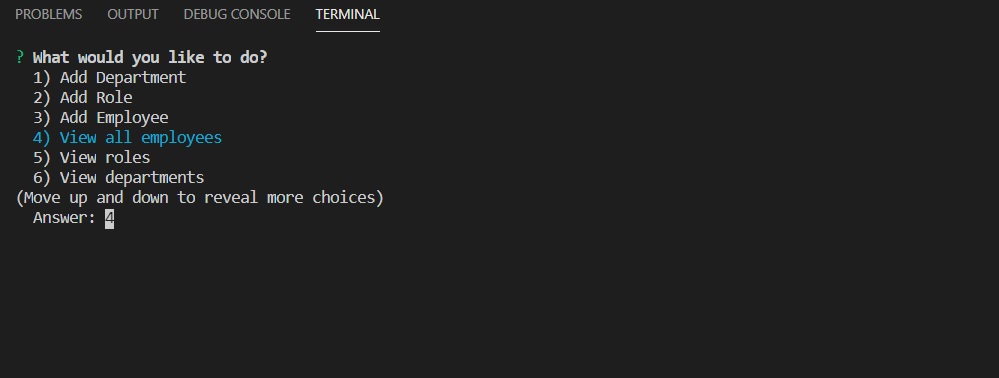 PROBLEMS OUTPUT DEBUG CONSOLE TERMINAL
? What would you like to do?
1) Add Department
2) Add Role
3) Add Employee
4) View all employees
5) View roles
6) View departments
(Move up and down to reveal more choices)
Answer: 4